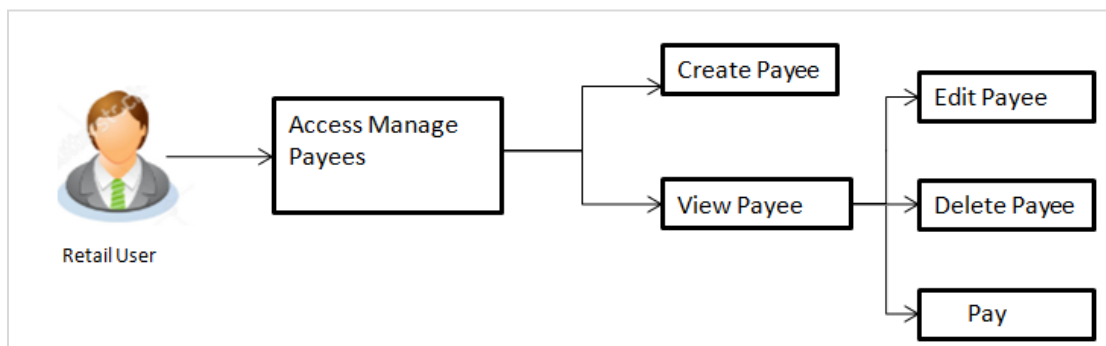 Create Payee
Edit Payee
Access Manage
Payees
View Payee
Delete Payee
Retail User
Pay